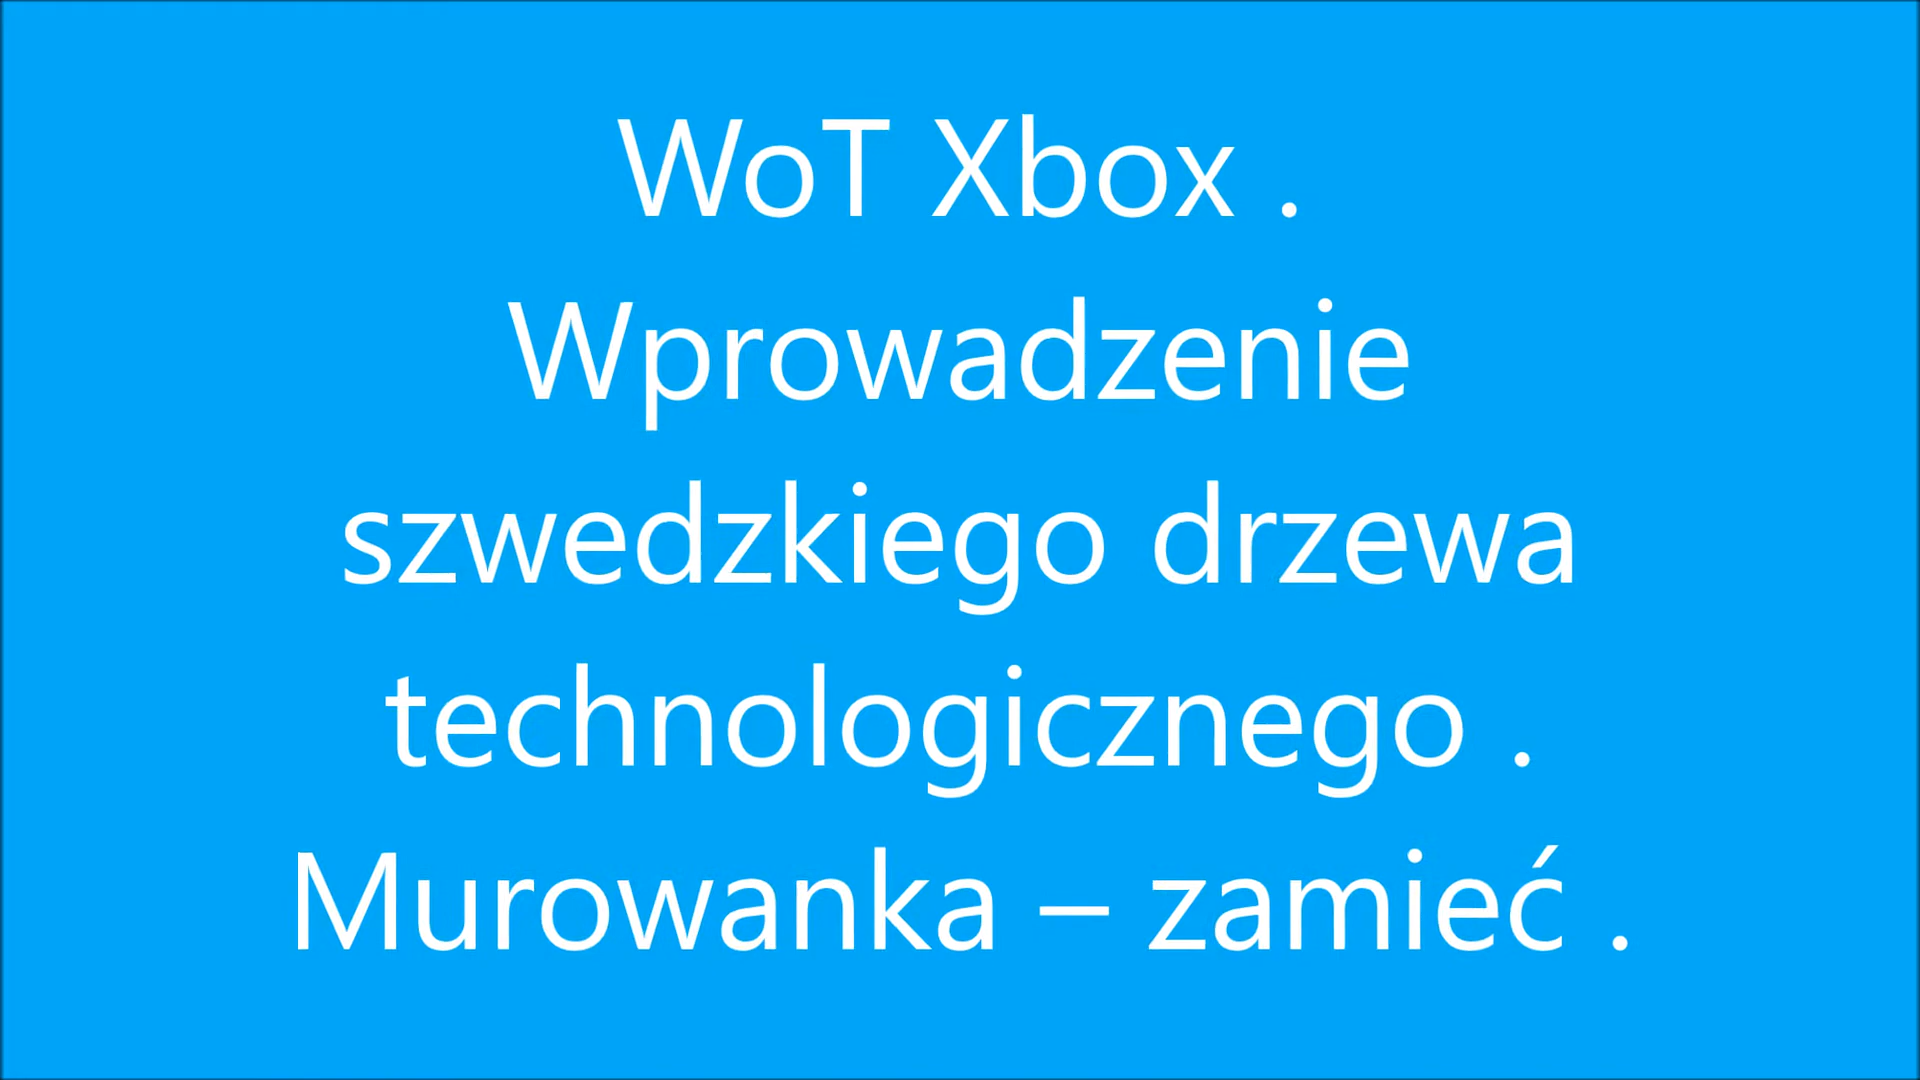 WoT Xbox .
Wprowadzenie
szwedzkiego drzewa
technologicznego .
Murowanka – zamieć .